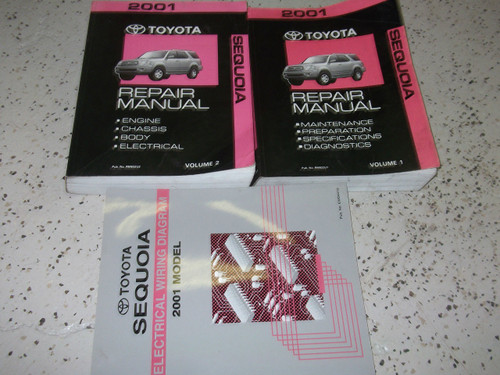 2001
TOYOTA
SEQUOIA
REPAIR
MANUAL
ENGINE
CHASSIS
BODY
ELECTRICAL
VOLUME 2
2001
TOYOTA
SEQUOIA
REPAIR
MANUAL
MAINTENANCE
PREPARATION
SPECIFICATIONS
DIAGNOSTICS
VOLUME 1
TOYOTA
SEQUOIA
2001 MODEL
ELECTRICAL WIRING DIAGRAM